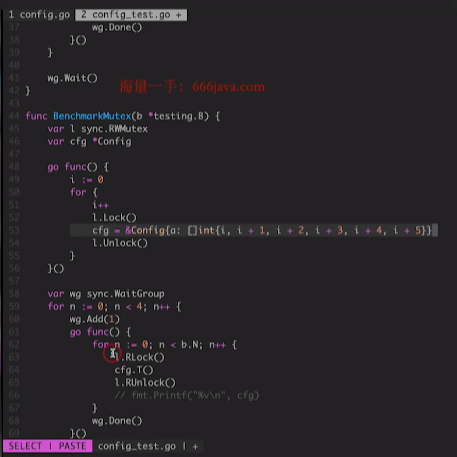 1 config.go  2 config_test.go +
37             wg.Done()
38         }()
39     }
40
41     wg.Wait()
42 }
海量一手：666java.com
43
44 func BenchmarkMutex(b *testing.B) {
45     var l sync.RWMutex
46     var cfg *Config
47
48     go func() {
49         i := 0
50         for {
51             i++
52             l.Lock()
53             cfg = &Config{a: []int{i, i + 1, i + 2, i + 3, i + 4, i + 5}}
54             l.Unlock()
55         }
56     }()
57
58     var wg sync.WaitGroup
59     for n := 0; n < 4; n++ {
60         wg.Add(1)
61         go func() {
62             for n := 0; n < b.N; n++ {
63                 l.RLock()
64                 cfg.T()
65                 l.RUnlock()
66                 // fmt.Printf("%v\n", cfg)
67             }
68             wg.Done()
69         }()
SELECT | PASTE  config_test.go | +